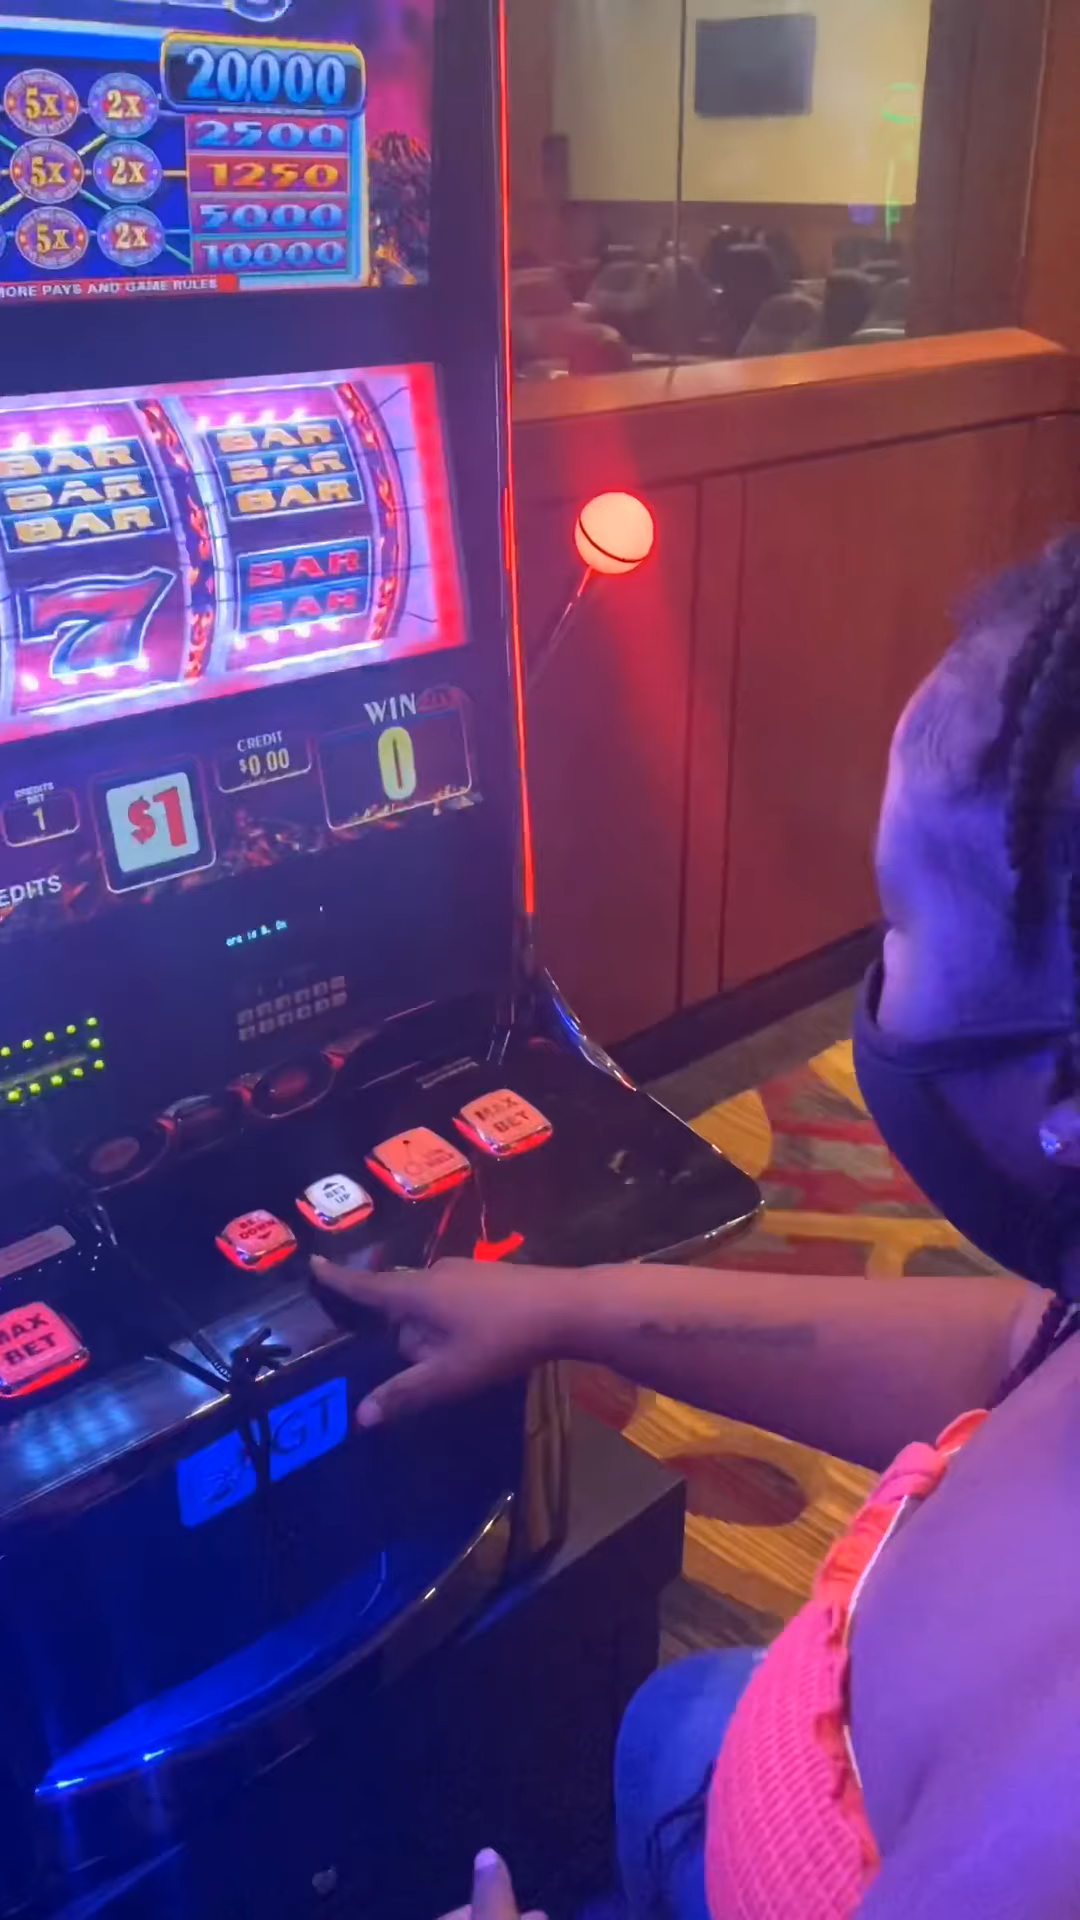 20000
5x 2x
2500
5x 2x
1250
5000
5x 2x
10000
MORE PAYS AND GAME RULES
BAR BAR
BAR BAR
BAR BAR
7 BAR
BAR
WIN
CREDIT
$0.00
0
CREDITS
BET
1
$1
EDITS
MAX
BET
BET
UP
BET
DOWN
MAX
BET
IGT